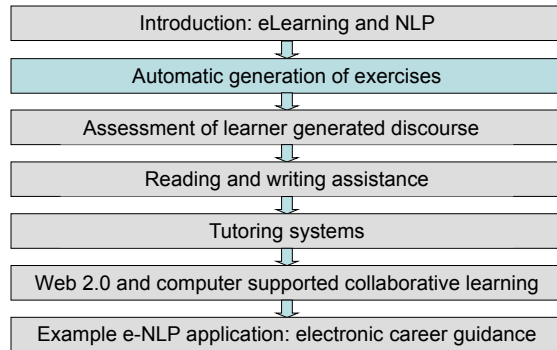 Introduction: eLearning and NLP
Automatic generation of exercises
Assessment of learner generated discourse
Reading and writing assistance
Tutoring systems
Web 2.0 and computer supported collaborative learning
Example e-NLP application: electronic career guidance